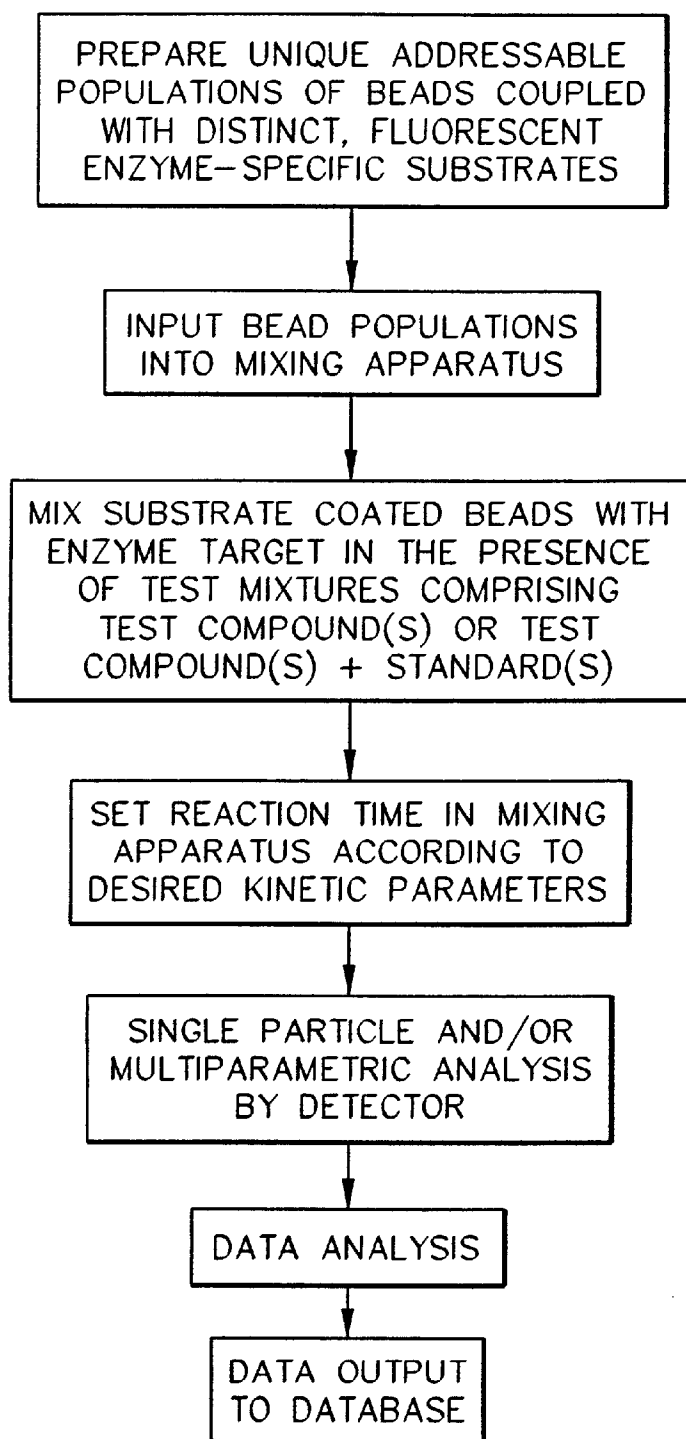 PREPARE UNIQUE ADDRESSABLE
POPULATIONS OF BEADS COUPLED
WITH DISTINCT, FLUORESCENT
ENZYME-SPECIFIC SUBSTRATES
INPUT BEAD POPULATIONS
INTO MIXING APPARATUS
MIX SUBSTRATE COATED BEADS WITH
ENZYME TARGET IN THE PRESENCE
OF TEST MIXTURES COMPRISING
TEST COMPOUND(S) OR TEST
COMPOUND(S) + STANDARD(S)
SET REACTION TIME IN MIXING
APPARATUS ACCORDING TO
DESIRED KINETIC PARAMETERS
SINGLE PARTICLE AND/OR
MULTIPARAMETRIC ANALYSIS
BY DETECTOR
DATA ANALYSIS
DATA OUTPUT
TO DATABASE